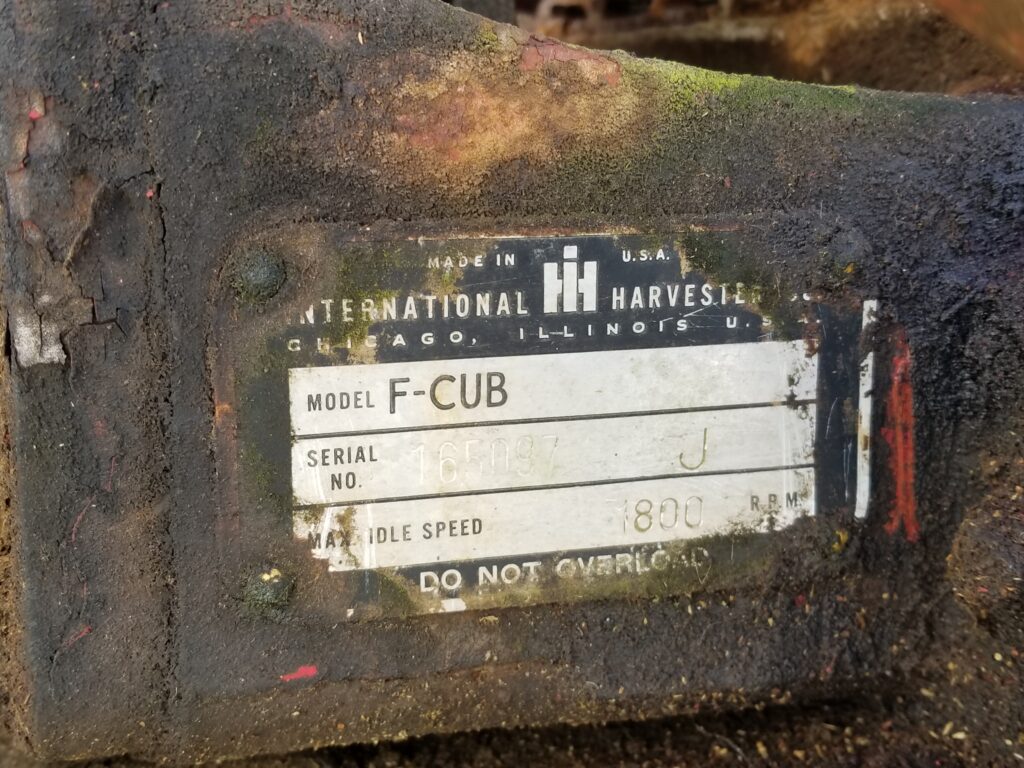 MADE IN IH U.S.A.
INTERNATIONAL HARVESTER
CHICAGO, ILLINOIS U.S.
MODEL F-CUB
SERIAL NO. 165097 J
MAX. IDLE SPEED 1800 R.P.M.
DO NOT OVERLOAD